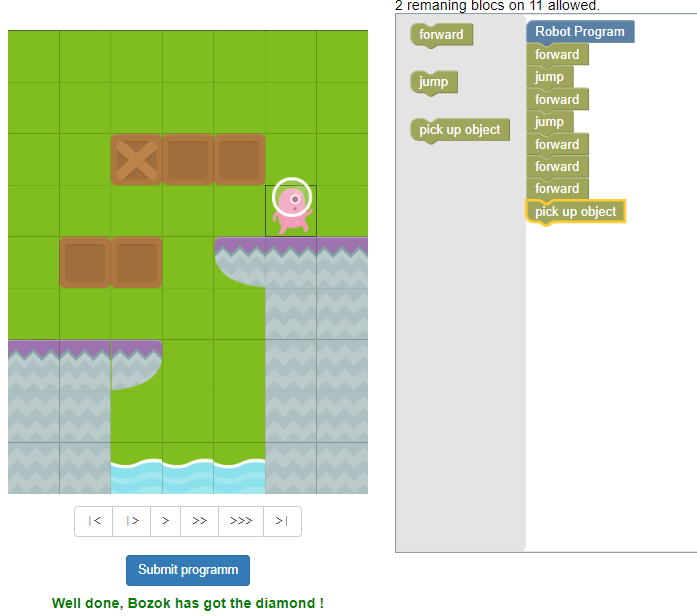 2 remaning blocs on 11 allowed.
forward
jump
pick up object
Robot Program
forward
jump
forward
jump
forward
forward
forward
pick up object
|< |> > >> >>> >|
Submit programm
Well done, Bozok has got the diamond !